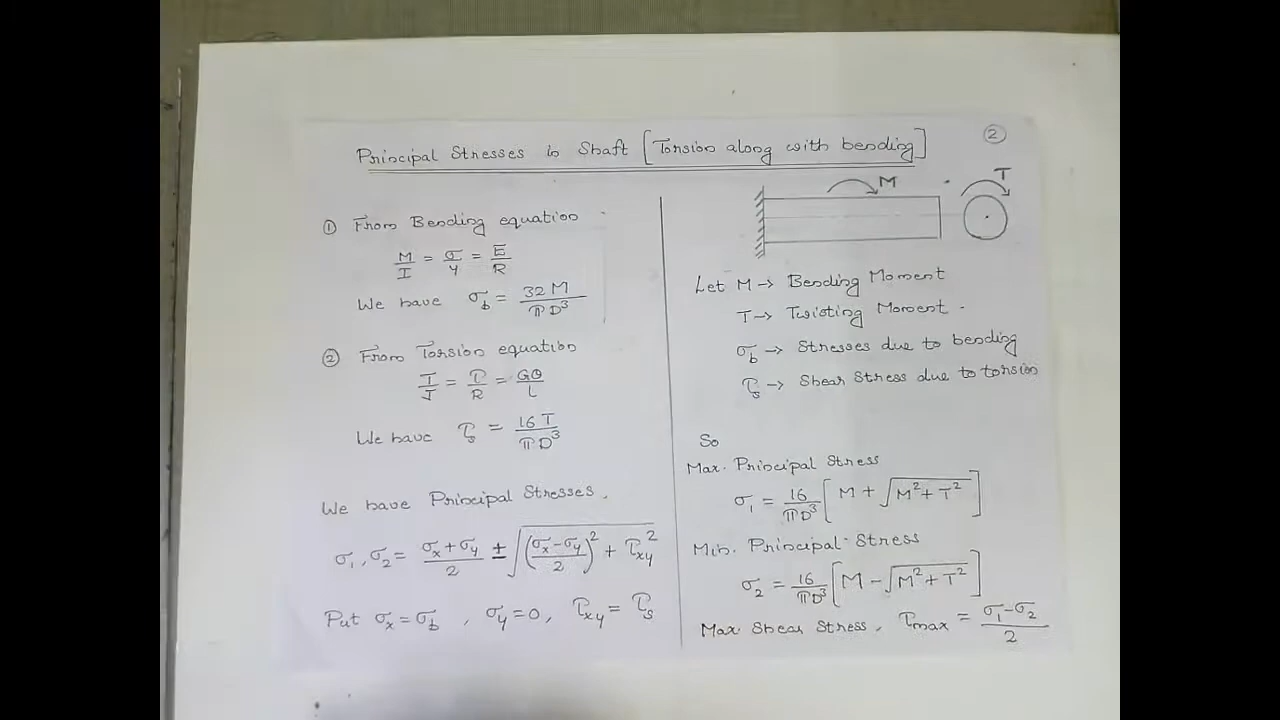 Principal Stresses in Shaft [Torsion along with bending]
②
① From Bending equation
M/I = σ/y = E/R
We have σb = 32 M / πD³
② From Torsion equation
T/J = τ/R = Gθ/L
We have τs = 16 T / πD³
We have Principal Stresses,
σ1, σ2 = (σx + σy)/2 ± √(((σx - σy)/2)² + τxy²)
Put σx = σb, σy = 0, τxy = τs
M
T
Let M → Bending Moment
T → Twisting Moment
σb → Stresses due to bending
τs → Shear Stress due to torsion
So
Max. Principal Stress
σ1 = 16/πD³ [M + √(M² + T²)]
Min. Principal Stress
σ2 = 16/πD³ [M - √(M² + T²)]
Max Shear Stress, τmax = (σ1 - σ2)/2